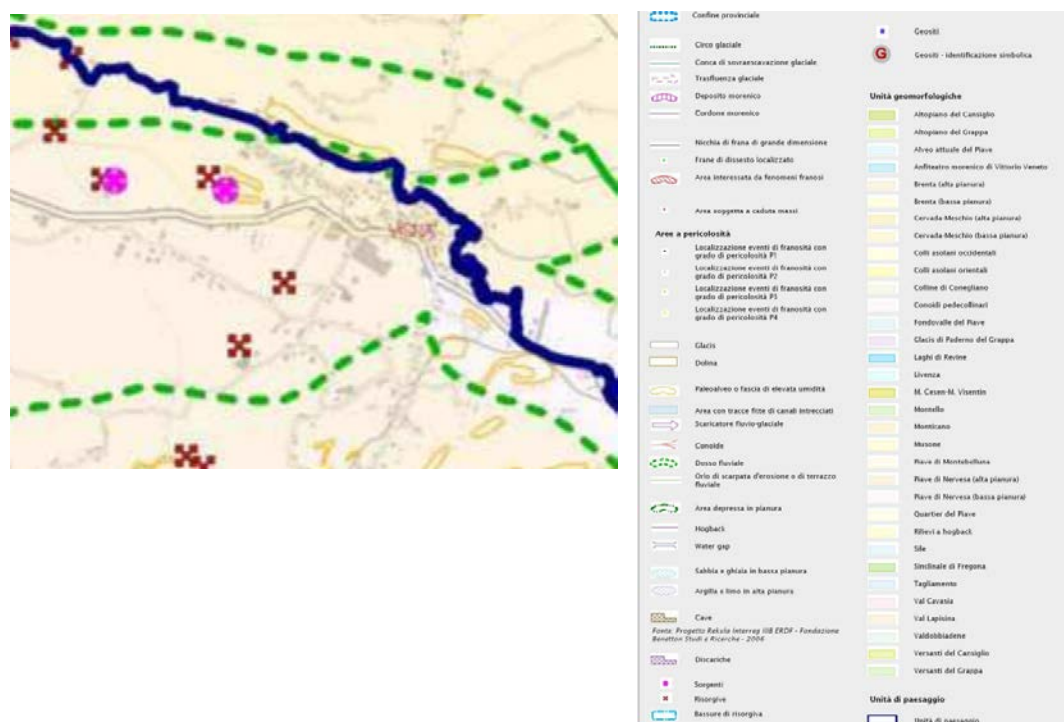 Confine provinciale
Circo glaciale
Conca di sovraescavazione glaciale
Trasfluenza glaciale
Deposito morenico
Cordone morenico
Nicchia di frana di grande dimensione
Frane di dissesto localizzato
Area interessata da fenomeni franosi
Area soggetta a caduta massi
Aree a pericolosità
Localizzazione eventi di franosità con
grado di pericolosità P1
Localizzazione eventi di franosità con
grado di pericolosità P2
Localizzazione eventi di franosità con
grado di pericolosità P3
Localizzazione eventi di franosità con
grado di pericolosità P4
Glacis
Dolina
Paleoalveo o fascia di elevata umidità
Area con tracce fitte di canali intrecciati
Scaricatore fluvio-glaciale
Conoide
Dosso fluviale
Orlo di scarpata d'erosione o di terrazzo
fluviale
Area depressa in pianura
Hogback
Water gap
Sabbia e ghiaia in bassa pianura
Argilla e limo in alta pianura
Cave
Fonte: Progetto Rekula Interreg IIIB ERDF - Fondazione
Benetton Studi e Ricerche - 2006
Discariche
Sorgenti
Risorgive
Bassure di risorgiva
Geositi
G
Geositi - identificazione simbolica
Unità geomorfologiche
Altopiano del Cansiglio
Altopiano del Grappa
Alveo attuale del Piave
Anfiteatro morenico di Vittorio Veneto
Brenta (alta pianura)
Brenta (bassa pianura)
Cervada-Meschio (alta pianura)
Cervada-Meschio (bassa pianura)
Colli asolani occidentali
Colli asolani orientali
Colline di Conegliano
Conoidi pedecollinari
Fondovalle del Piave
Glacis di Paderno del Grappa
Laghi di Revine
Livenza
M. Cesen-M. Visentin
Montello
Monticano
Musone
Piave di Montebelluna
Piave di Nervesa (alta pianura)
Piave di Nervesa (bassa pianura)
Quartier del Piave
Rilievi a hogback
Sile
Sinclinale di Fregona
Tagliamento
Val Cavasia
Val Lapisina
Valdobbiadene
Versanti del Cansiglio
Versanti del Grappa
Unità di paesaggio
Unità di paesaggio